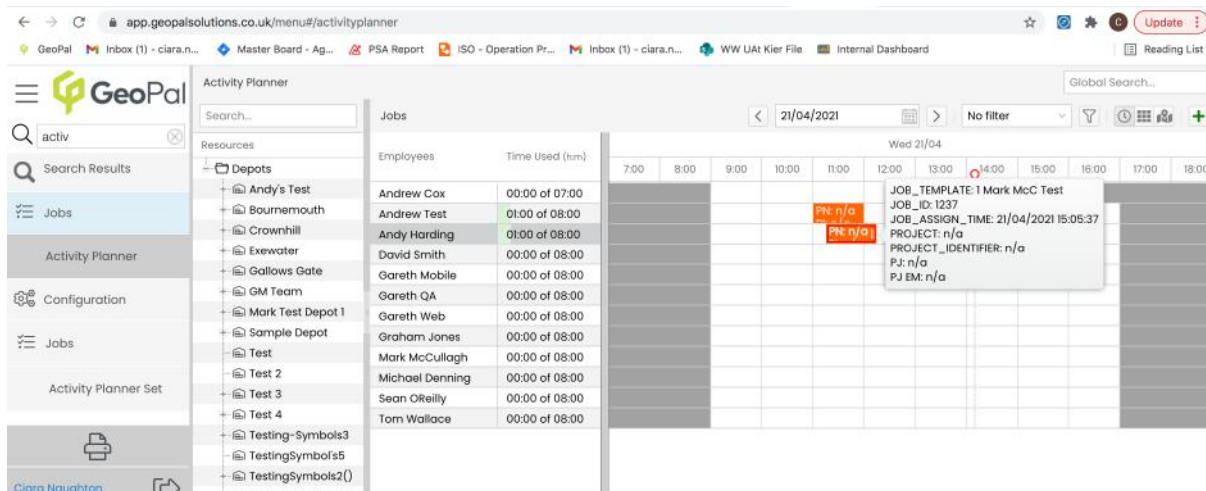 app.geopalsolutions.co.uk/menu#/activityplanner
C
Update
GeoPal
Inbox (1) - ciara.n...
Master Board - Ag...
PSA Report
ISO - Operation Pr...
Inbox (1) - ciara.n...
WW UAt Kier File
Internal Dashboard
Reading List
GeoPal
activ
Search Results
Jobs
Activity Planner
Configuration
Jobs
Activity Planner Set
Ciara Naughton
Activity Planner
Global Search...
Search...
Resources
Depots
Andy's Test
Bournemouth
Crownhill
Exewater
Gallows Gate
GM Team
Mark Test Depot 1
Sample Depot
Test
Test 2
Test 3
Test 4
Testing-Symbols3
TestingSymbol's5
TestingSymbols2()
Jobs
21/04/2021
No filter
Employees Time Used (h:m)
Wed 21/04
7:00 8:00 9:00 10:00 11:00 12:00 13:00 14:00 15:00 16:00 17:00 18:00
Andrew Cox 00:00 of 07:00
Andrew Test 01:00 of 08:00
Andy Harding 01:00 of 08:00
David Smith 00:00 of 08:00
Gareth Mobile 00:00 of 08:00
Gareth QA 00:00 of 08:00
Gareth Web 00:00 of 08:00
Graham Jones 00:00 of 08:00
Mark McCullagh 00:00 of 08:00
Michael Denning 00:00 of 08:00
Sean OReilly 00:00 of 08:00
Tom Wallace 00:00 of 08:00
PN: n/a
PN: n/a
JOB_TEMPLATE: 1 Mark McC Test
JOB_ID: 1237
JOB_ASSIGN_TIME: 21/04/2021 15:05:37
PROJECT: n/a
PROJECT_IDENTIFIER: n/a
PJ: n/a
PJ EM: n/a